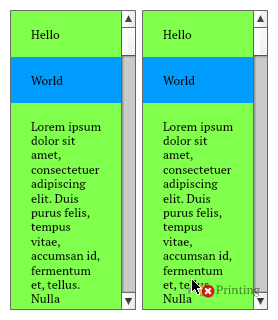 Hello
World
Lorem ipsum
dolor sit
amet,
consectetuer
adipiscing
elit. Duis
purus felis,
tempus
vitae,
accumsan id,
fermentum
et, tellus.
Nulla
Hello
World
Lorem ipsum
dolor sit
amet,
consectetuer
adipiscing
elit. Duis
purus felis,
tempus
vitae,
accumsan id,
fermentum
et, tellus.
Nulla
Printing